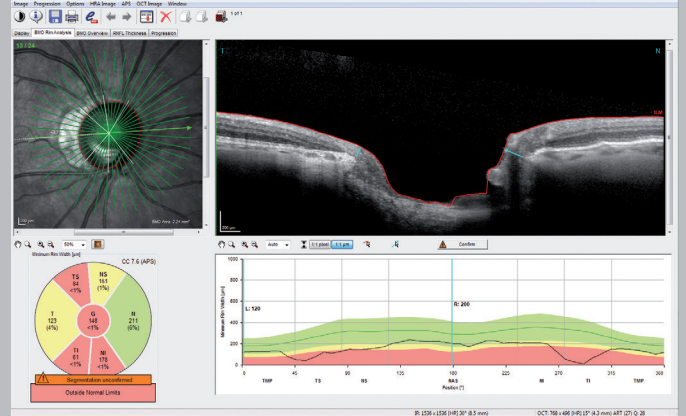 Image Progression Options HRA Image APS OCT Image Window
1 of 1
Display BMO Rim Analysis BMO Overview RNFL Thickness Progression
13 / 24
BMO Area: 2.24 mm²
200 µm
T
N
ILM
200 µm
50%
Auto
1:1 pixel
1:1 µm
Confirm
Minimum Rim Width [µm]
CC 7.6 (APS)
TS
84
<1%
NS
161
(1%)
T
123
(4%)
G
148
<1%
N
211
(6%)
TI
61
<1%
NI
178
<1%
Segmentation unconfirmed
Outside Normal Limits
Minimum Rim Width [µm]
1000
800
600
400
200
0
L: 120
R: 200
0 45 90 135 180 225 270 315 360
TMP TS NS NAS NI TI TMP
Position [°]
IR: 1536 x 1536 [HR] 30° (8.5 mm)
OCT: 768 x 496 [HR] 15° (4.3 mm) ART (27) Q: 28